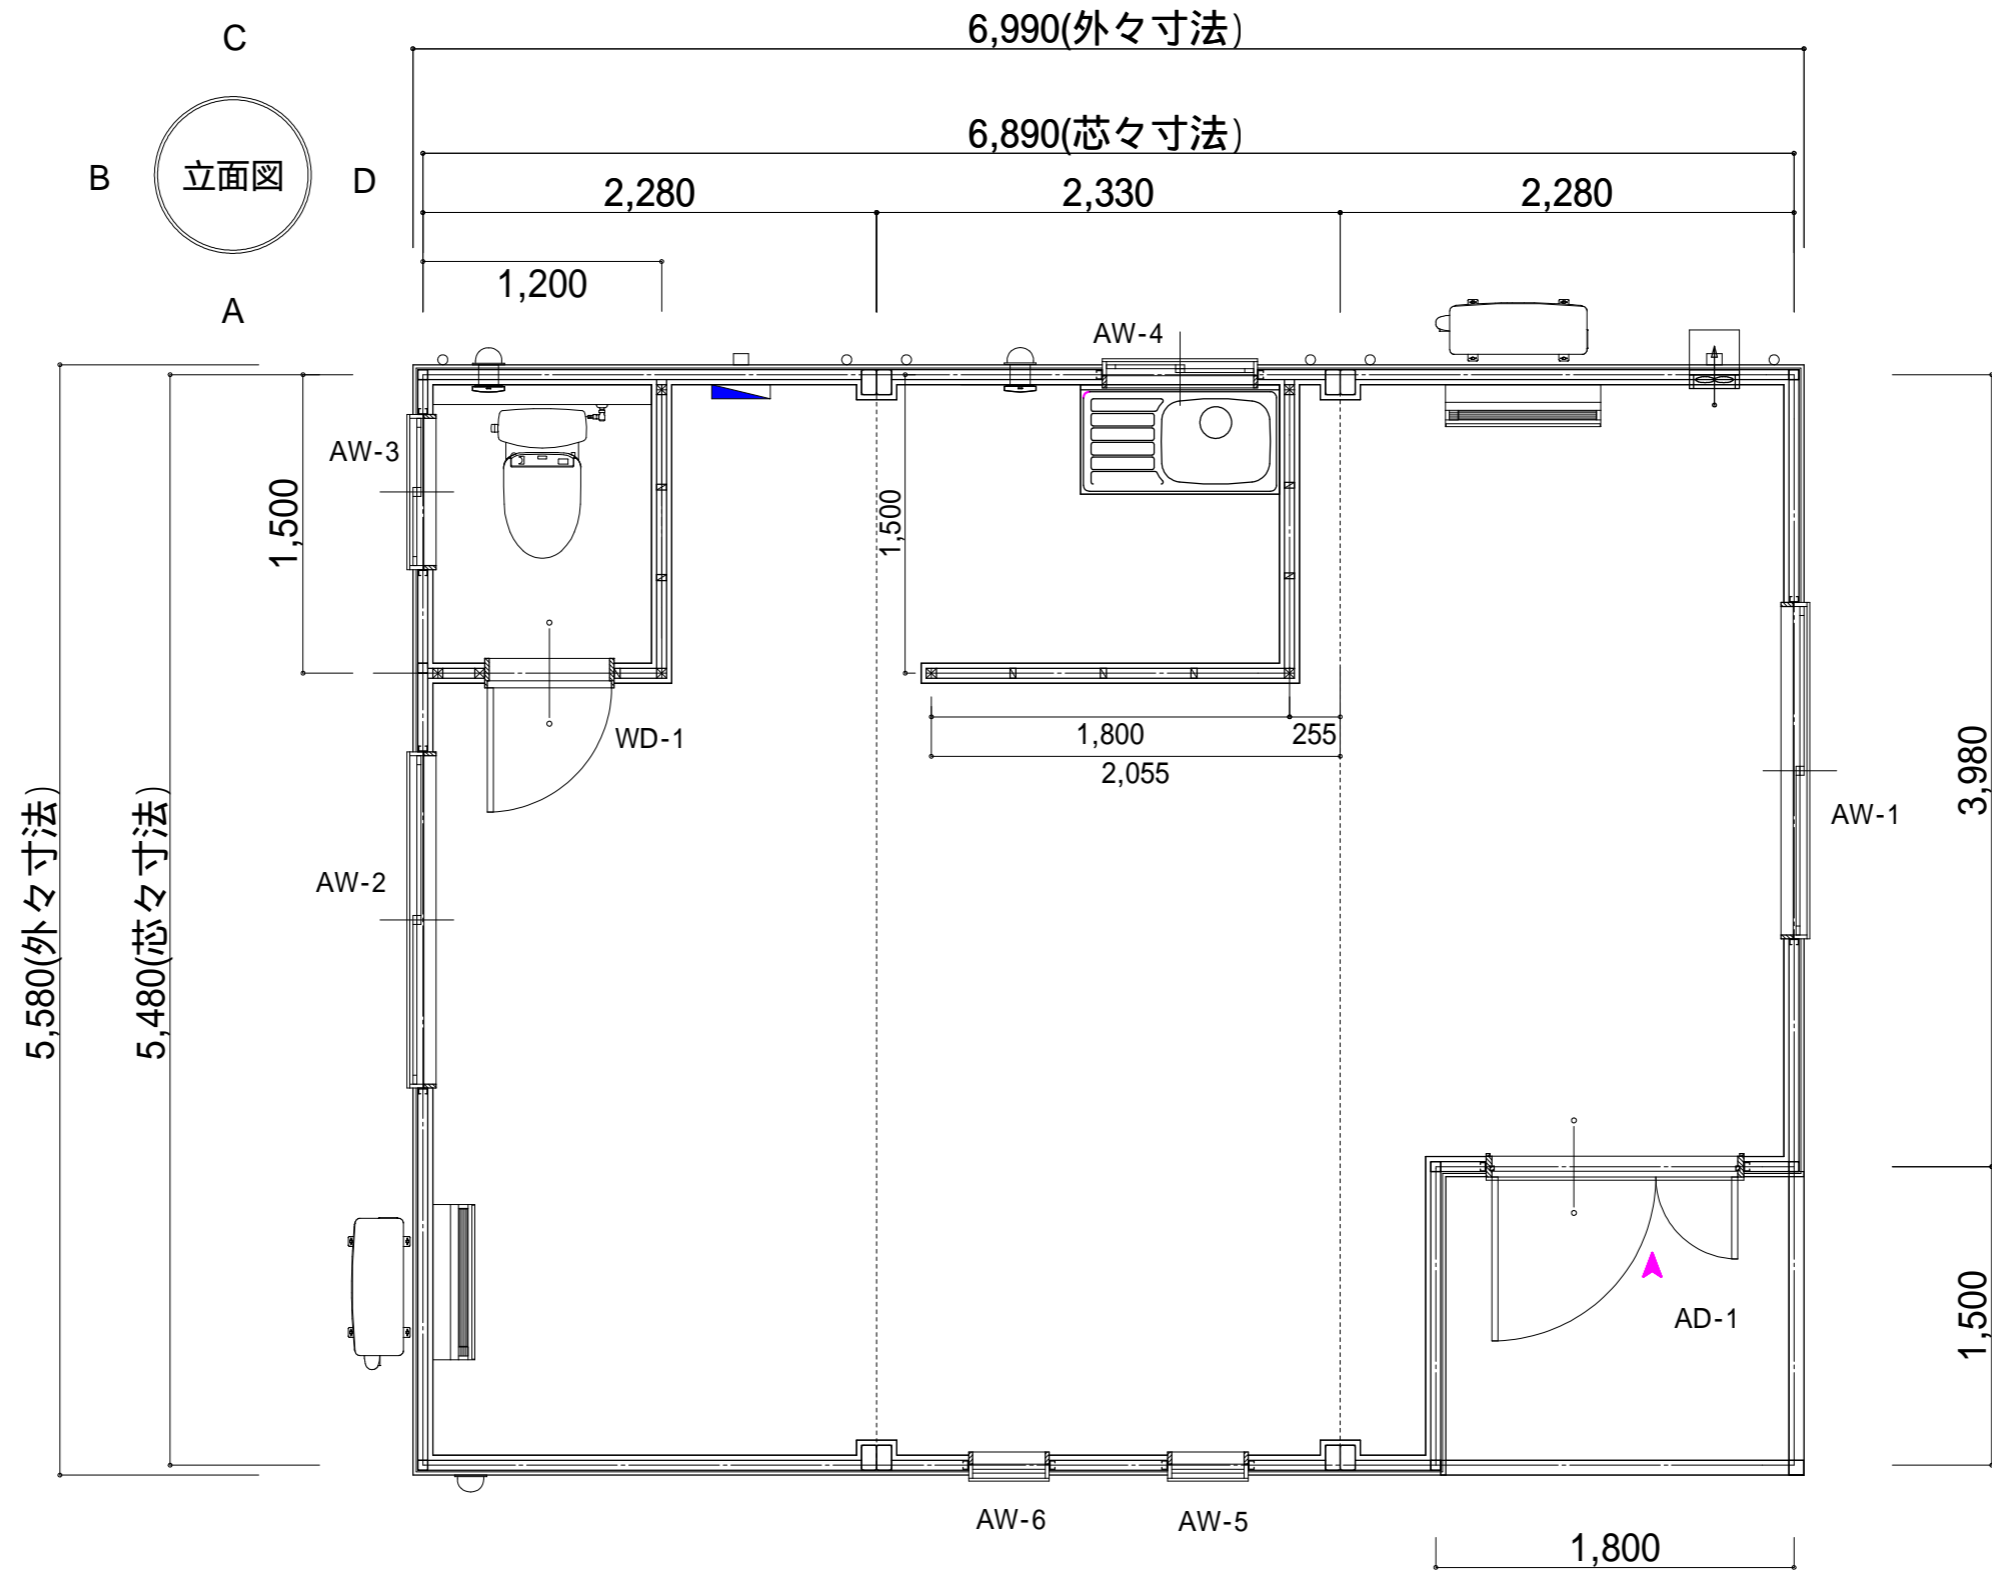 C
6,990(外々寸法)
6,890(芯々寸法)
B
立面図
D
2,280
2,330
2,280
1,200
A
AW-4
AW-3
1,500
1,500
WD-1
1,800
255
2,055
3,980
AW-1
AW-2
5,580(外々寸法)
5,480(芯々寸法)
1,500
AD-1
AW-6
AW-5
1,800